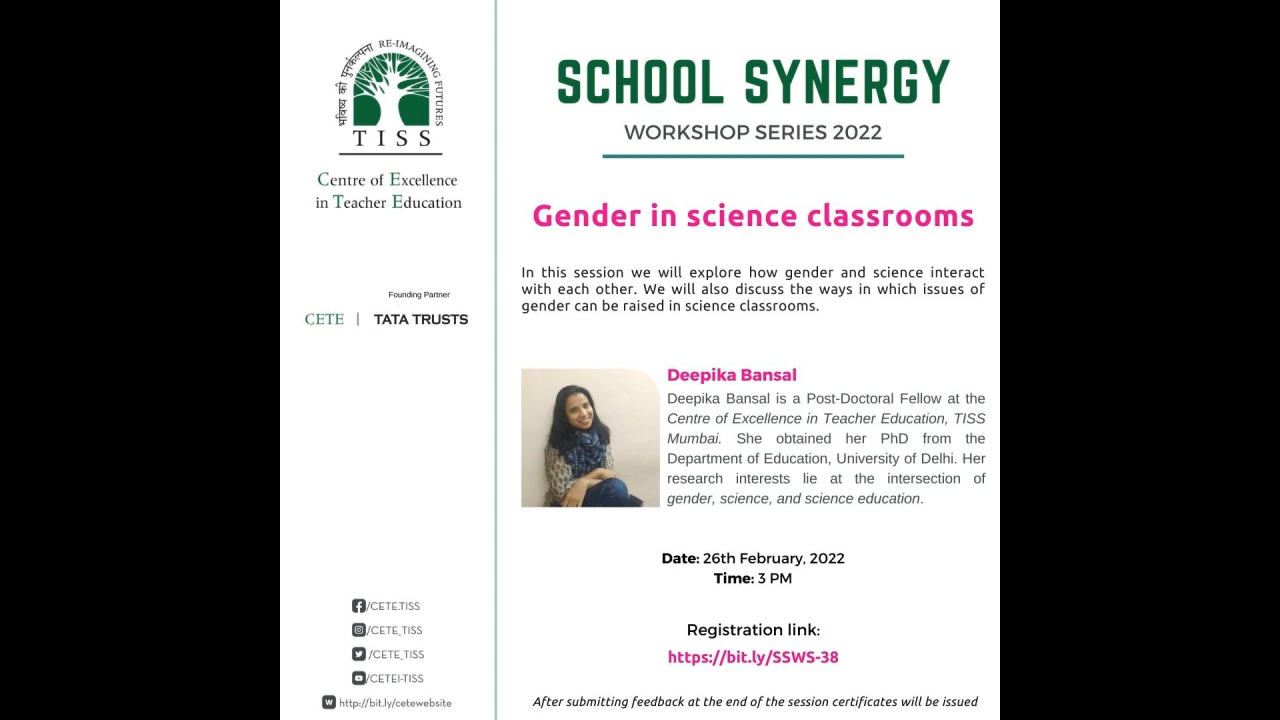 भविष्य की पुनर्कल्पना RE-IMAGINING FUTURES
TISS
Centre of Excellence
in Teacher Education
Founding Partner
CETE | TATA TRUSTS
/CETE.TISS
/CETE_TISS
/CETE_TISS
/CETEI-TISS
W http://bit.ly/cetewebsite
SCHOOL SYNERGY
WORKSHOP SERIES 2022
Gender in science classrooms
In this session we will explore how gender and science interact
with each other. We will also discuss the ways in which issues of
gender can be raised in science classrooms.
Deepika Bansal
Deepika Bansal is a Post-Doctoral Fellow at the
Centre of Excellence in Teacher Education, TISS
Mumbai. She obtained her PhD from the
Department of Education, University of Delhi. Her
research interests lie at the intersection of
gender, science, and science education.
Date: 26th February, 2022
Time: 3 PM
Registration link:
https://bit.ly/SSWS-38
After submitting feedback at the end of the session certificates will be issued